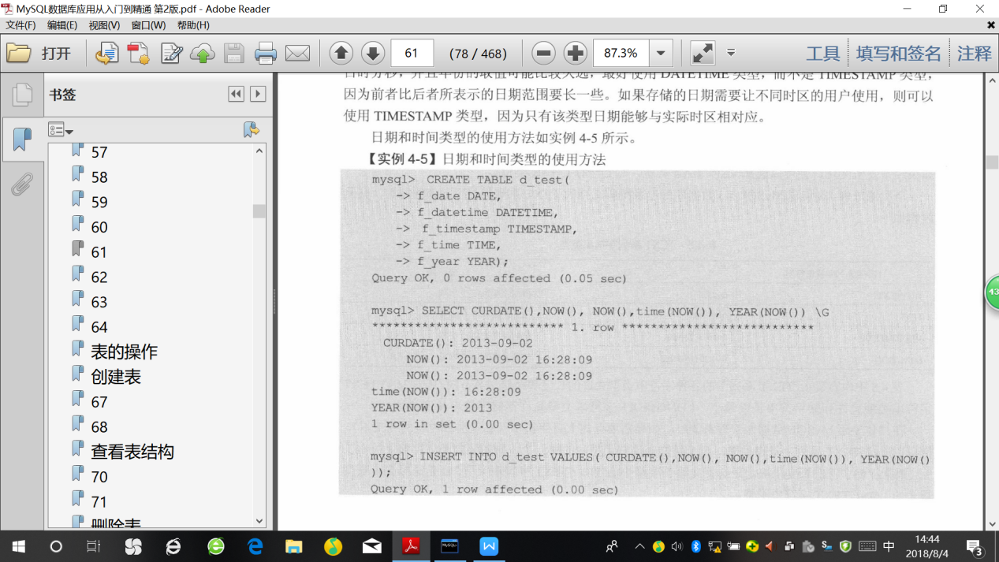 MySQL数据库应用从入门到精通 第2版.pdf - Adobe Reader
文件(F) 编辑(E) 视图(V) 窗口(W) 帮助(H)
打开 61 (78 / 468) 87.3% 工具 填写和签名 注释
书签
57
58
59
60
61
62
63
64
表的操作
创建表
67
68
查看表结构
70
71
删除表
日时分秒，并且年份的取值可能比较久远，最好使用 DATETIME 类型，而不是 TIMESTAMP 类型，
因为前者比后者所表示的日期范围要长一些。如果存储的日期需要让不同时区的用户使用，则可以
使用 TIMESTAMP 类型，因为只有该类型日期能够与实际时区相对应。
日期和时间类型的使用方法如实例 4-5 所示。
【实例 4-5】日期和时间类型的使用方法
mysql> CREATE TABLE d_test(
-> f_date DATE,
-> f_datetime DATETIME,
-> f_timestamp TIMESTAMP,
-> f_time TIME,
-> f_year YEAR);
Query OK, 0 rows affected (0.05 sec)
mysql> SELECT CURDATE(),NOW(), NOW(),time(NOW()), YEAR(NOW()) \G
*************************** 1. row ***************************
CURDATE(): 2013-09-02
NOW(): 2013-09-02 16:28:09
NOW(): 2013-09-02 16:28:09
time(NOW()): 16:28:09
YEAR(NOW()): 2013
1 row in set (0.00 sec)
mysql> INSERT INTO d_test VALUES( CURDATE(),NOW(), NOW(),time(NOW()), YEAR(NOW()
));
Query OK, 1 row affected (0.00 sec)
43
中
14:44
2018/8/4
3